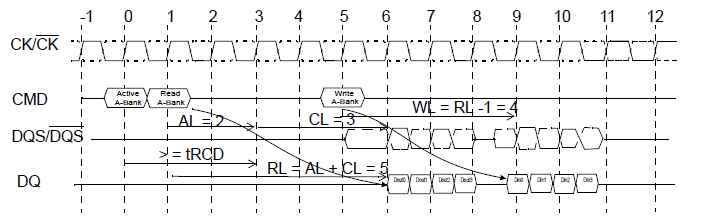 -1 0 1 2 3 4 5 6 7 8 9 10 11 12
CK/CK
Active
A-Bank
Read
A-Bank
Write
A-Bank
CMD
WL = RL -1 = 4
AL = 2
CL = 3
DQS/DQS
> = tRCD
RL = AL + CL = 5
DQ
Dout0 Dout1 Dout2 Dout3 Din0 Din1 Din2 Din3